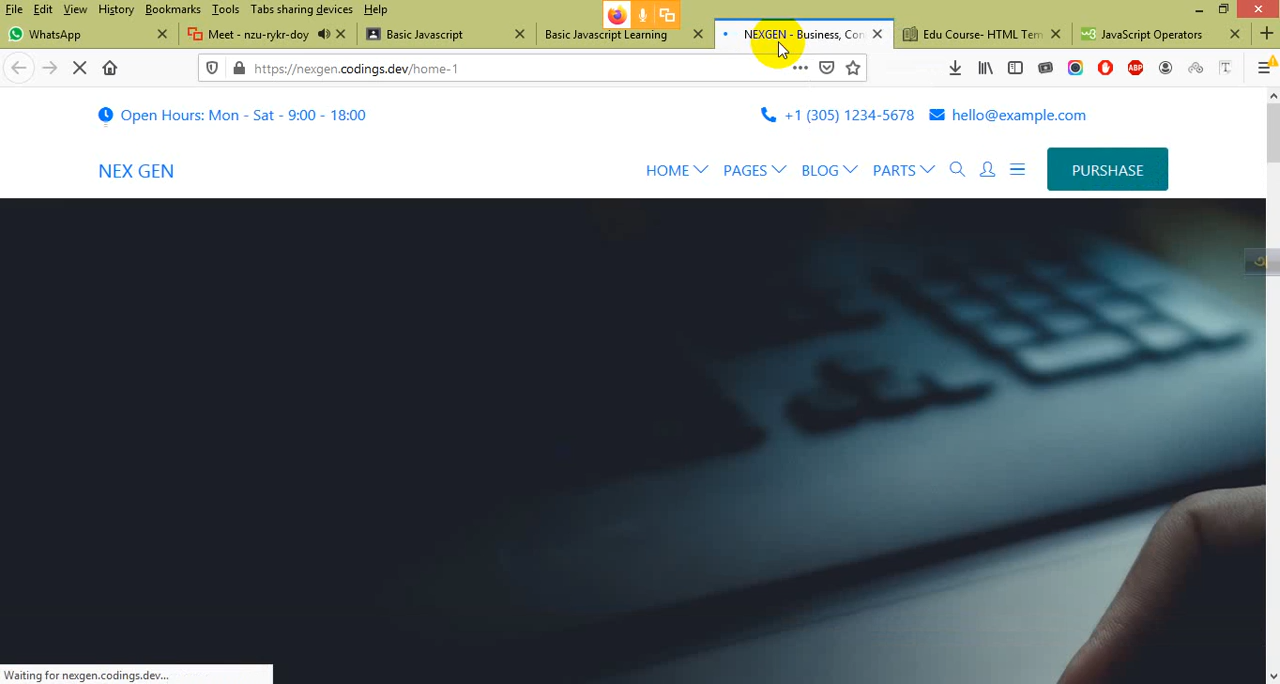 File Edit View History Bookmarks Tools Tabs sharing devices Help
WhatsApp Meet - nzu-rykr-doy Basic Javascript Basic Javascript Learning NEXGEN - Business, Con Edu Course- HTML Tem JavaScript Operators
https://nexgen.codings.dev/home-1
Open Hours: Mon - Sat - 9:00 - 18:00 +1 (305) 1234-5678 hello@example.com
NEX GEN HOME PAGES BLOG PARTS PURSHASE
Waiting for nexgen.codings.dev...